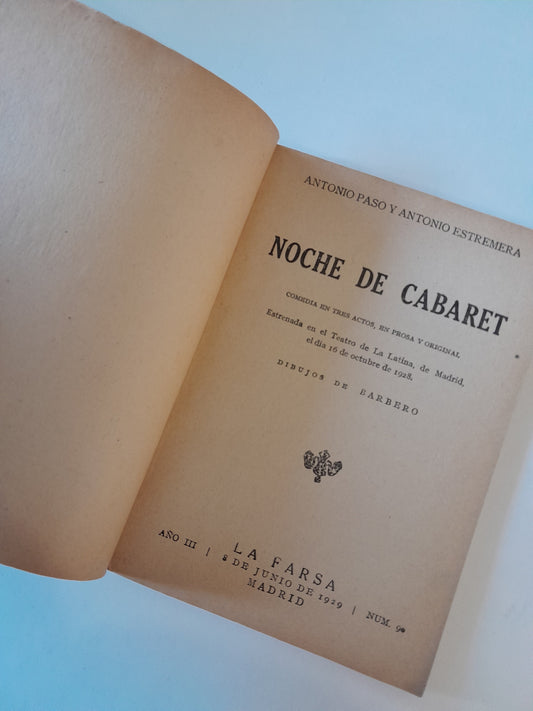 ANTONIO PASO Y ANTONIO ESTREMERA
NOCHE DE CABARET
COMEDIA EN TRES ACTOS, EN PROSA Y ORIGINAL
Estrenada en el Teatro de La Latina, de Madrid,
el día 16 de octubre de 1928.
DIBUJOS DE BARBERO
LA FARSA
AÑO III | 8 DE JUNIO DE 1929 | NUM. 90
MADRID